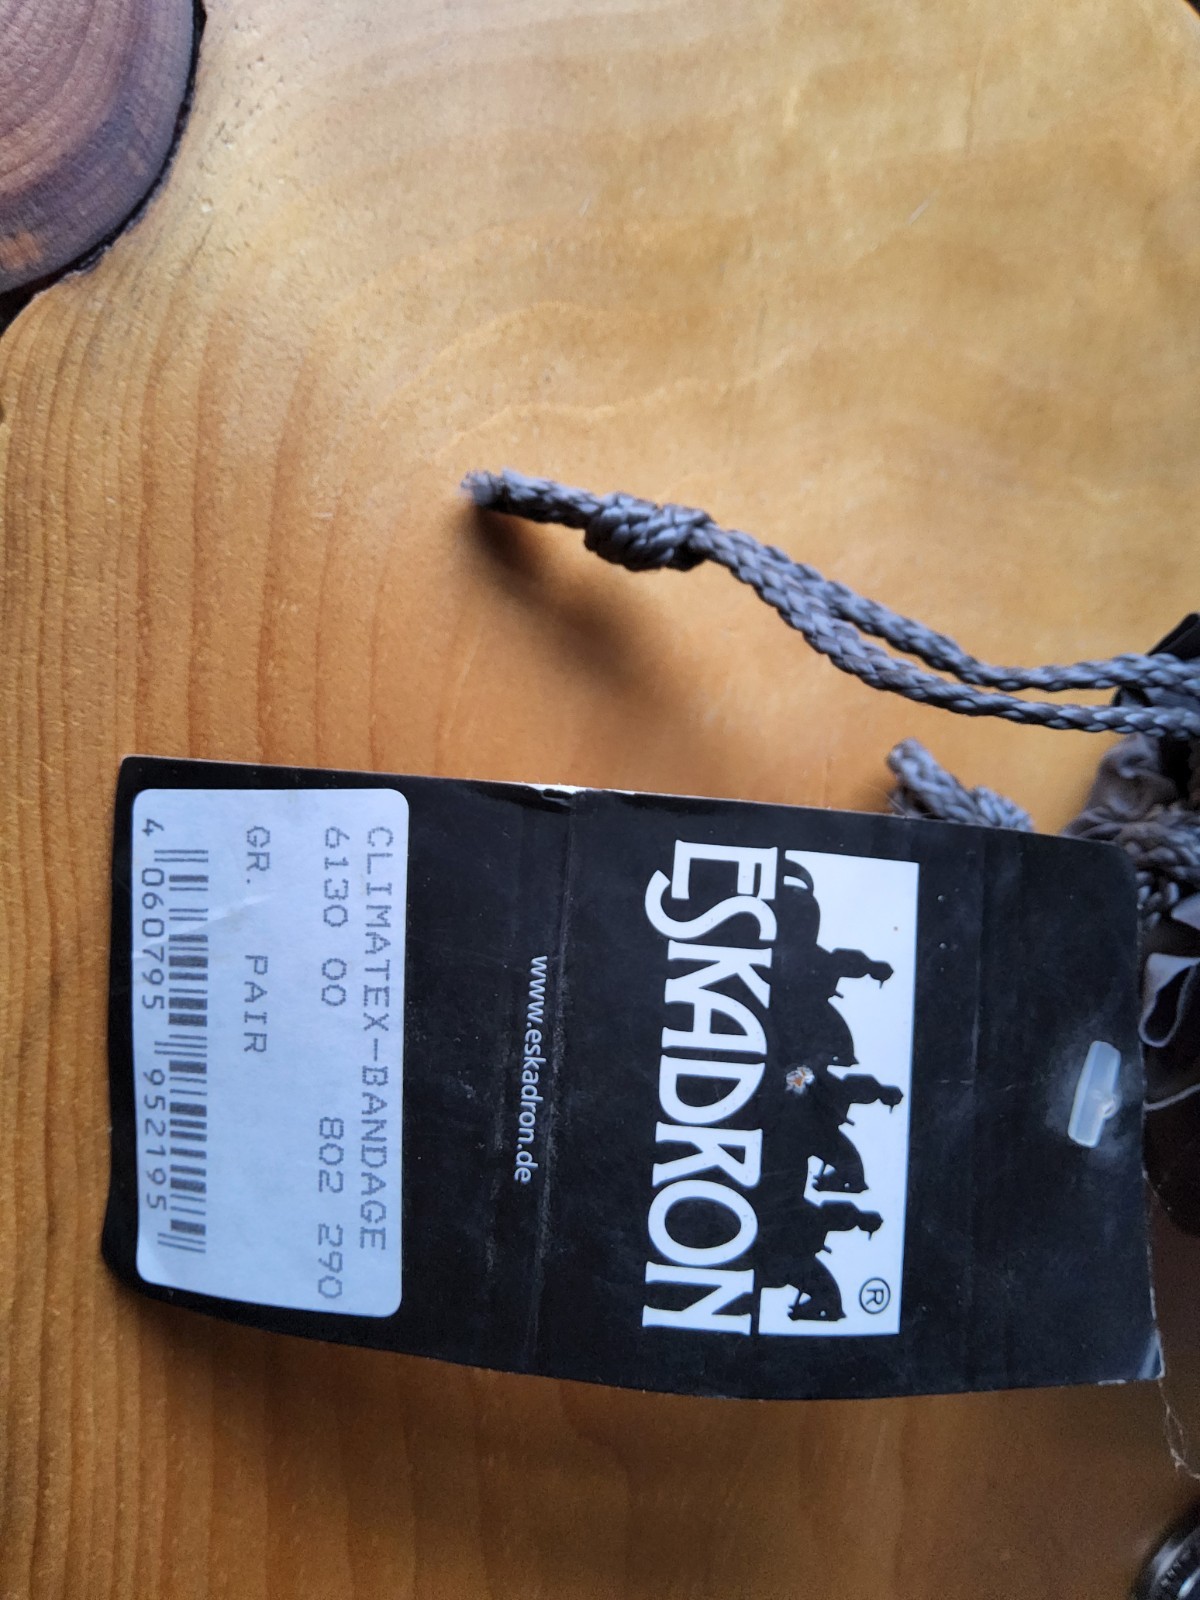 ESKADRON
®
www.eskadron.de
CLIMATEX-BANDAGE
6130 00 802 290
GR. PAIR
4 060795 952195